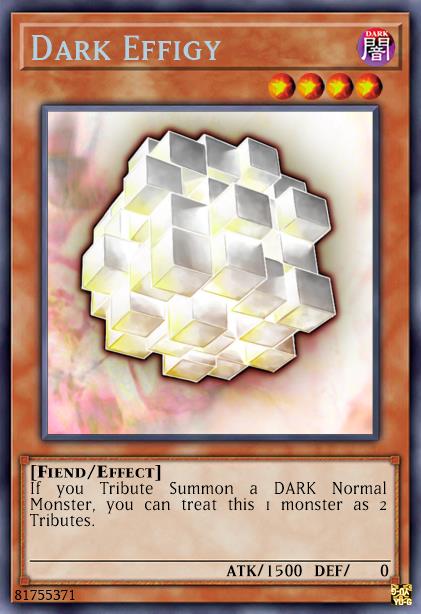 DARK EFFIGY
DARK
闇
[FIEND/EFFECT]
If you Tribute Summon a DARK Normal
Monster, you can treat this 1 monster as 2
Tributes.
ATK/1500 DEF/ 0
81755371